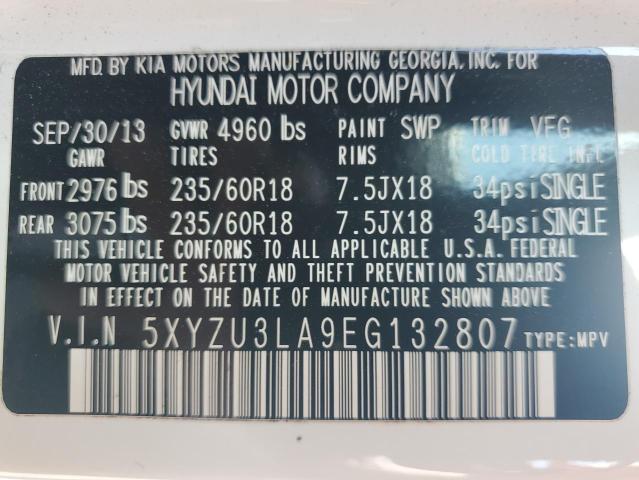 MFD. BY KIA MOTORS MANUFACTURING GEORGIA, INC. FOR
HYUNDAI MOTOR COMPANY
SEP/30/13 GVWR 4960 lbs PAINT SWP TRIM VFG
GAWR TIRES RIMS COLD TIRE INFL
FRONT 2976 lbs 235/60R18 7.5JX18 34psi SINGLE
REAR 3075 lbs 235/60R18 7.5JX18 34psi SINGLE
THIS VEHICLE CONFORMS TO ALL APPLICABLE U.S.A. FEDERAL
MOTOR VEHICLE SAFETY AND THEFT PREVENTION STANDARDS
IN EFFECT ON THE DATE OF MANUFACTURE SHOWN ABOVE.
V.I.N 5XYZU3LA9EG132807 TYPE:MPV